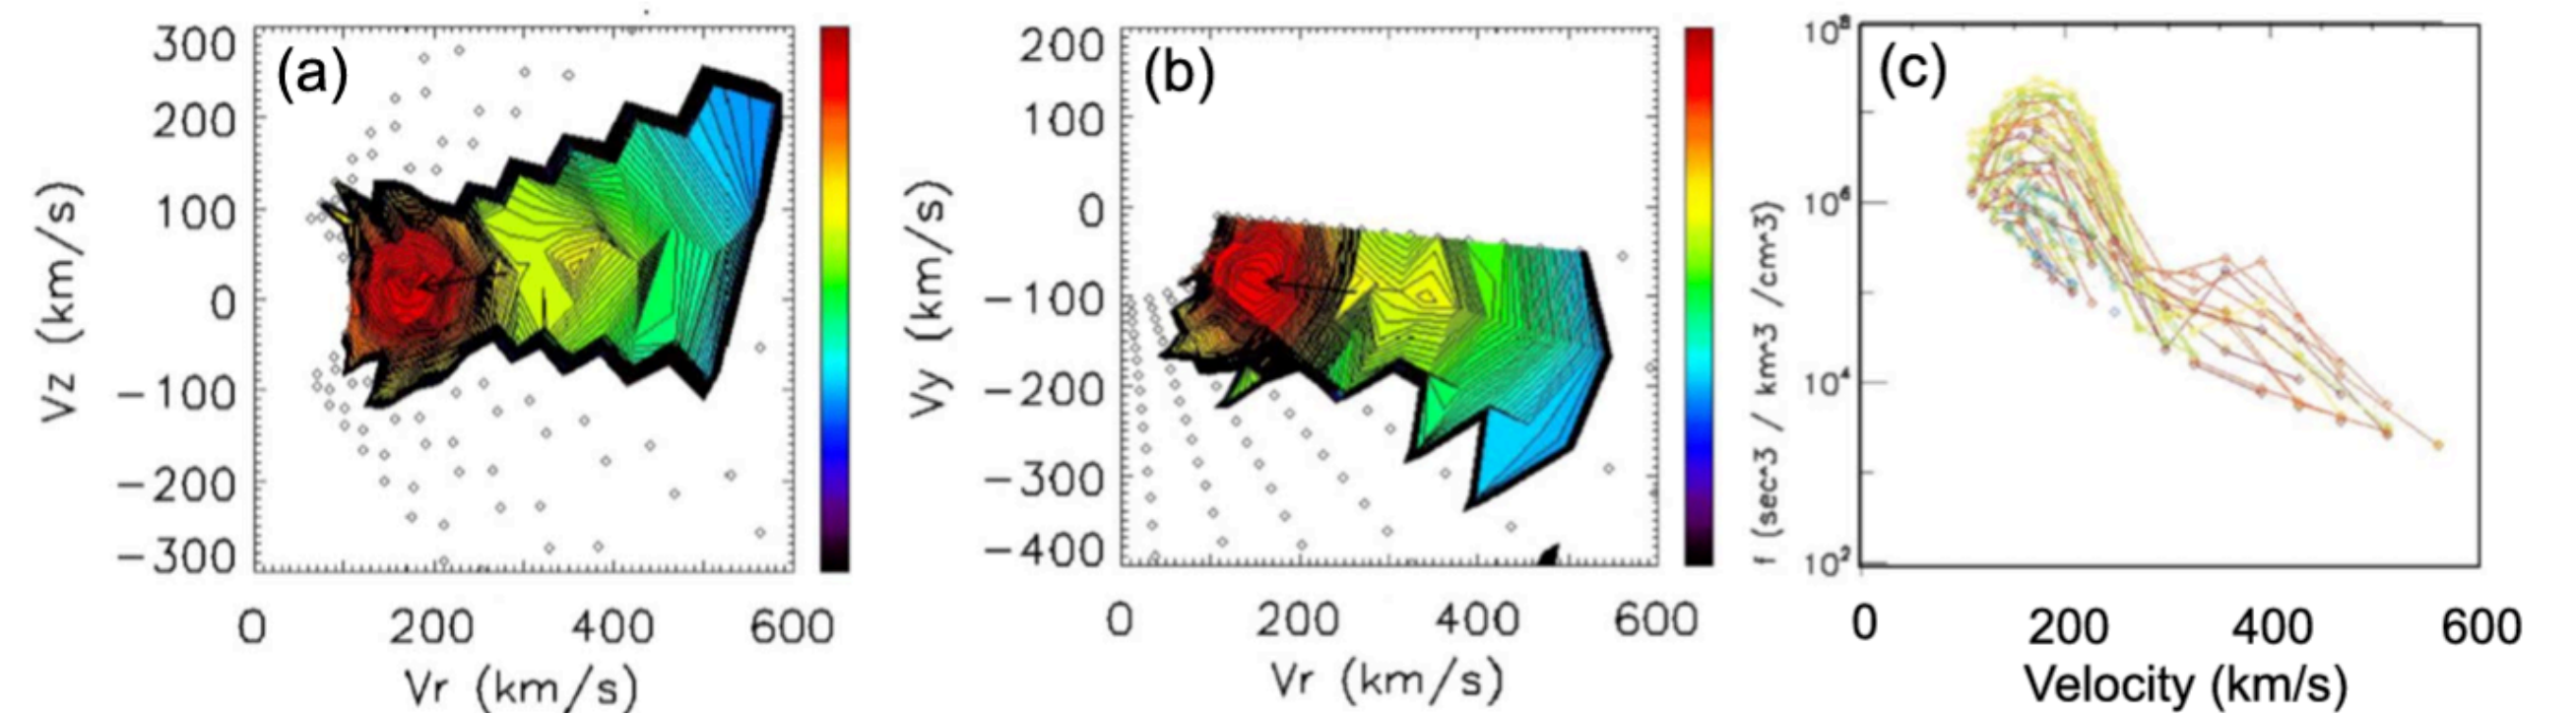 (a)
300
200
100
0
−100
−200
−300
0 200 400 600
Vz (km/s)
Vr (km/s)
(b)
200
100
0
−100
−200
−300
−400
0 200 400 600
Vy (km/s)
Vr (km/s)
(c)
10^8
10^6
10^4
10^2
0 200 400 600
f (sec^3 / km^3 /cm^3)
Velocity (km/s)